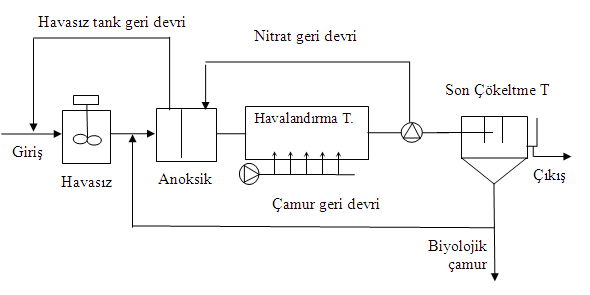 Havasız tank geri devri
Nitrat geri devri
Son Çökeltme T
Havalandırma T.
Giriş
Havasız
Anoksik
Çıkış
Çamur geri devri
Biyolojik
çamur